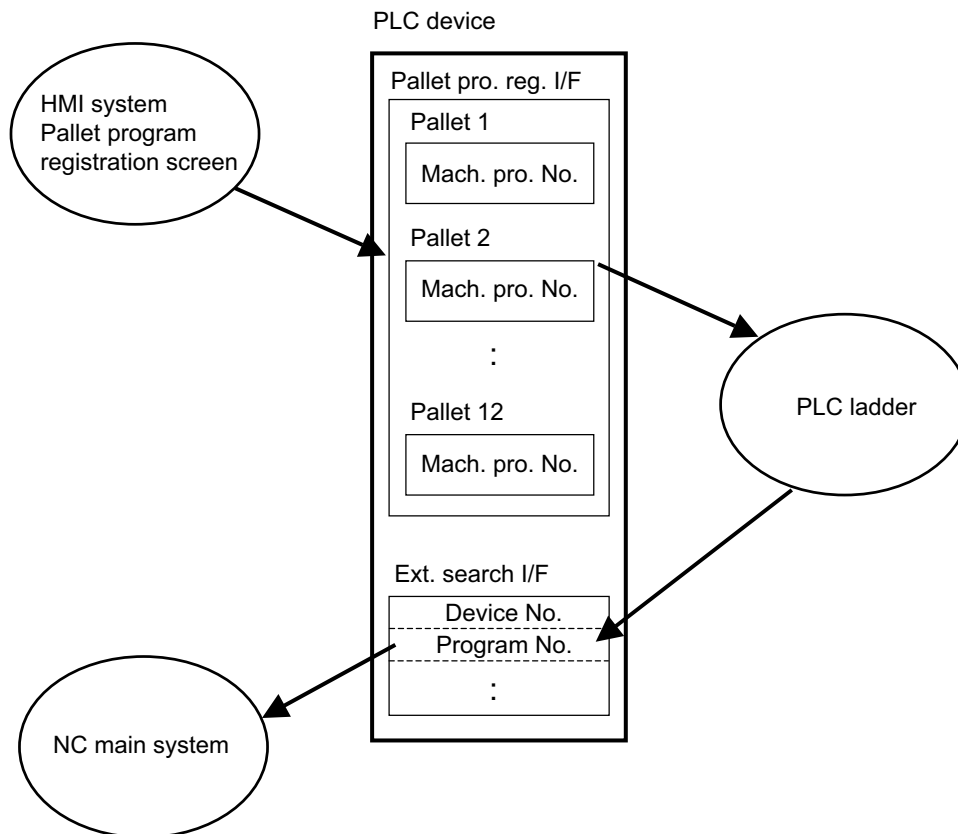 PLC device
HMI system
Pallet program
registration screen
Pallet pro. reg. I/F
Pallet 1
Mach. pro. No.
Pallet 2
Mach. pro. No.
:
Pallet 12
Mach. pro. No.
PLC ladder
Ext. search I/F
Device No.
Program No.
:
NC main system